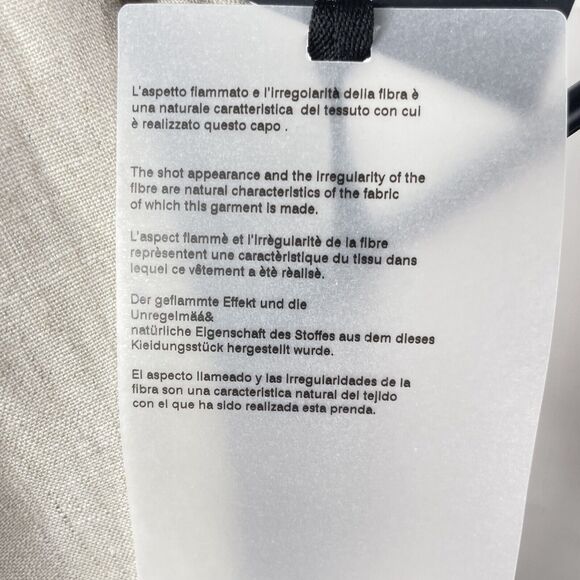 L'aspetto fiammato e l'irregolarità della fibra è
una naturale caratteristica del tessuto con cui
è realizzato questo capo .
The shot appearance and the irregularity of the
fibre are natural characteristics of the fabric
of which this garment is made.
L'aspect flammè et l'irrègularitè de la fibre
reprèsentent une caractèristique du tissu dans
lequel ce vêtement a ètè rèalisè.
Der geflammte Effekt und die
Unregelmäá&
natürliche Eigenschaft des Stoffes aus dem dieses
Kleidungsstück hergestellt wurde.
El aspecto llameado y las irregularidades de la
fibra son una caracteristica natural del tejido
con el que ha sido realizada esta prenda.